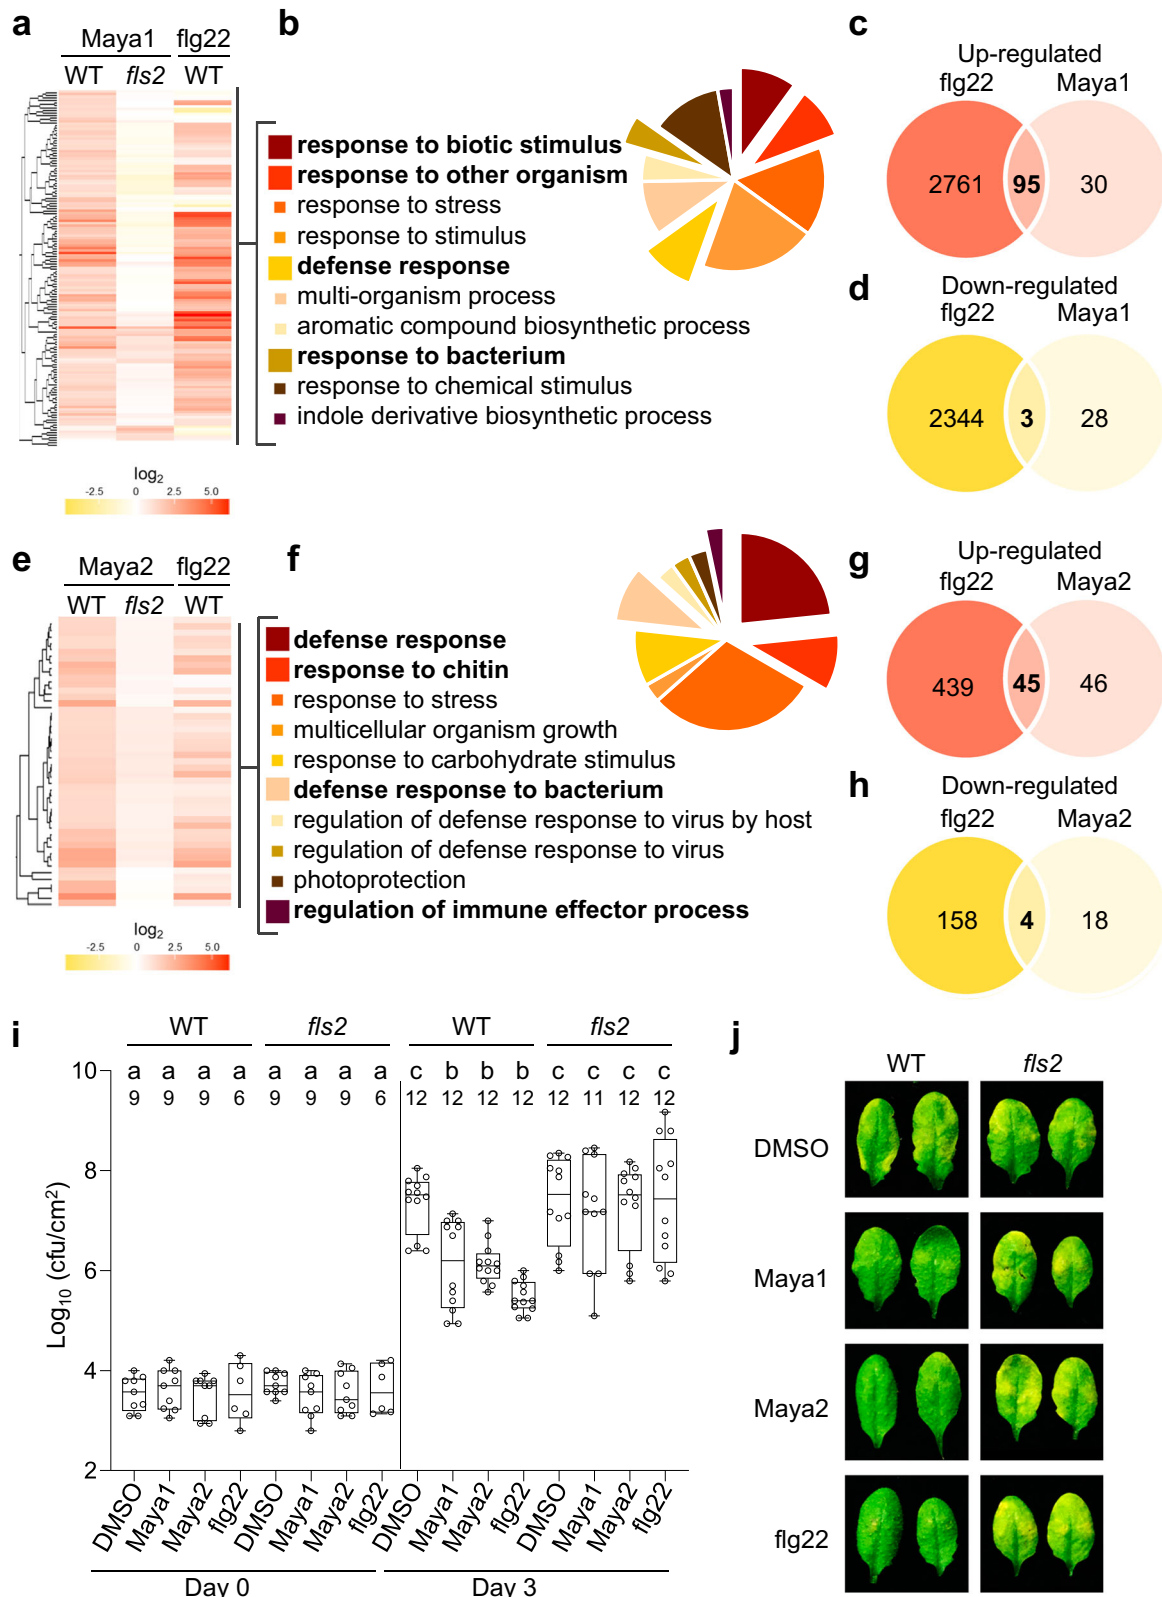 a
Maya1 flg22
WT fls2 WT
log2
-2.5 0 2.5 5.0
b
response to biotic stimulus
response to other organism
response to stress
response to stimulus
defense response
multi-organism process
aromatic compound biosynthetic process
response to bacterium
response to chemical stimulus
indole derivative biosynthetic process
c
Up-regulated
flg22 Maya1
2761 95 30
d
Down-regulated
flg22 Maya1
2344 3 28
e
Maya2 flg22
WT fls2 WT
log2
-2.5 0 2.5 5.0
f
defense response
response to chitin
response to stress
multicellular organism growth
response to carbohydrate stimulus
defense response to bacterium
regulation of defense response to virus by host
regulation of defense response to virus
photoprotection
regulation of immune effector process
g
Up-regulated
flg22 Maya2
439 45 46
h
Down-regulated
flg22 Maya2
158 4 18
i
WT fls2 WT fls2
a a a a a a a a c b b b c c c c
9 9 9 6 9 9 9 6 12 12 12 12 12 11 12 12
Log10 (cfu/cm2)
10
8
6
4
2
DMSO Maya1 Maya2 flg22 DMSO Maya1 Maya2 flg22 DMSO Maya1 Maya2 flg22 DMSO Maya1 Maya2 flg22
Day 0 Day 3
j
WT fls2
DMSO
Maya1
Maya2
flg22